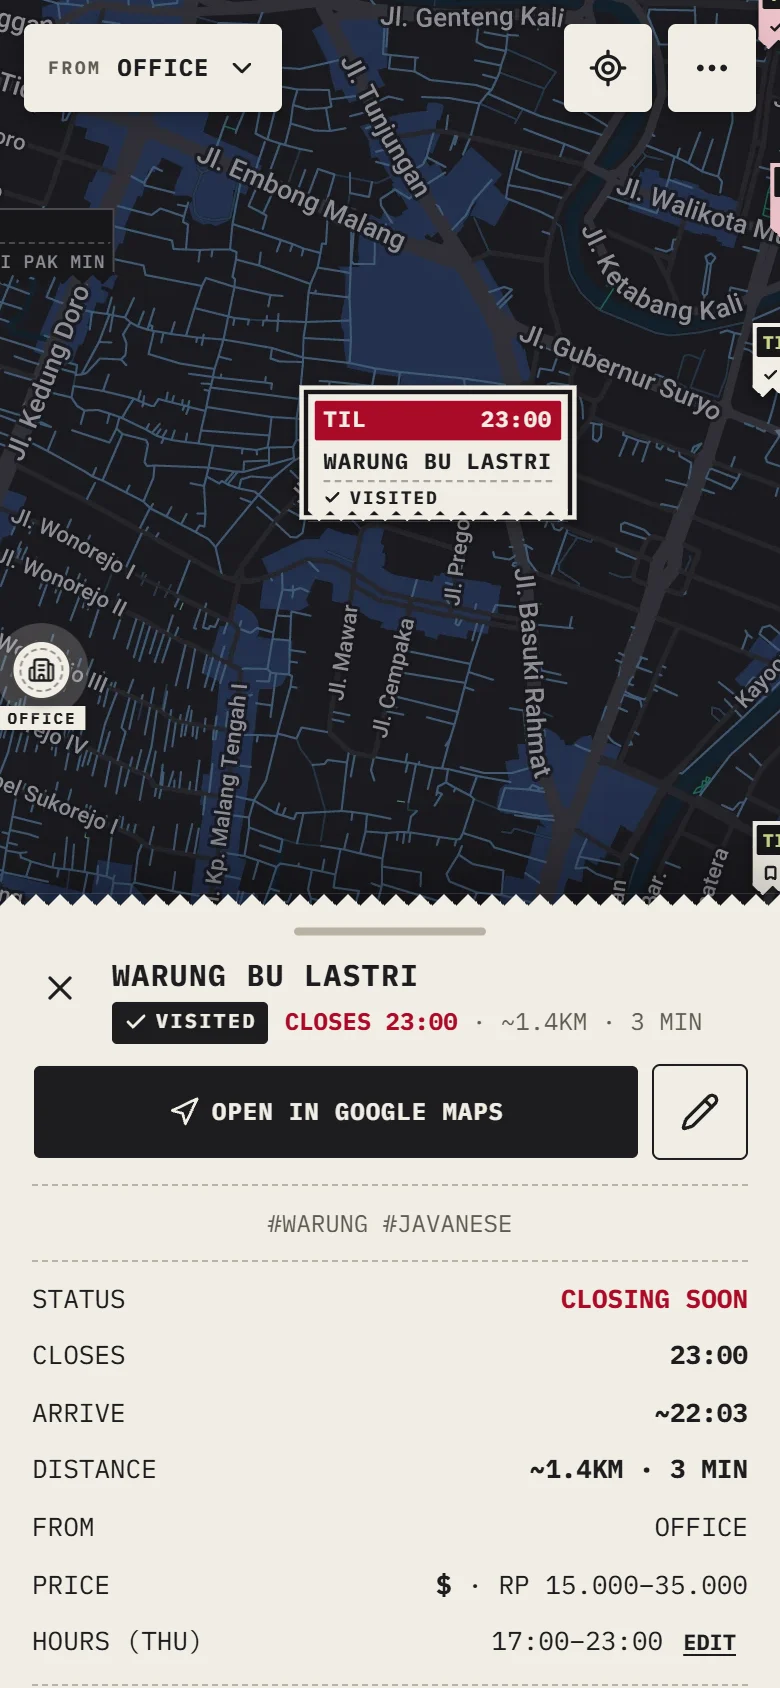 Jl. Genteng Kali
FROM OFFICE
Jl. Tunjungan
Jl. Embong Malang
Jl. Walikota
Jl. Ketabang Kali
I PAK MIN
Jl. Kedung Doro
Jl. Gubernur Suryo
TIL 23:00
WARUNG BU LASTRI
VISITED
Jl. Wonorejo I
Jl. Wonorejo II
Jl. Basuki Rahmat
Jl. Mawar
Jl. Cempaka
OFFICE
Kp. Malang Tengah I
WARUNG BU LASTRI
VISITED CLOSES 23:00 · ~1.4KM · 3 MIN
OPEN IN GOOGLE MAPS
#WARUNG #JAVANESE
STATUS CLOSING SOON
CLOSES 23:00
ARRIVE ~22:03
DISTANCE ~1.4KM · 3 MIN
FROM OFFICE
PRICE $ · RP 15.000–35.000
HOURS (THU) 17:00–23:00 EDIT